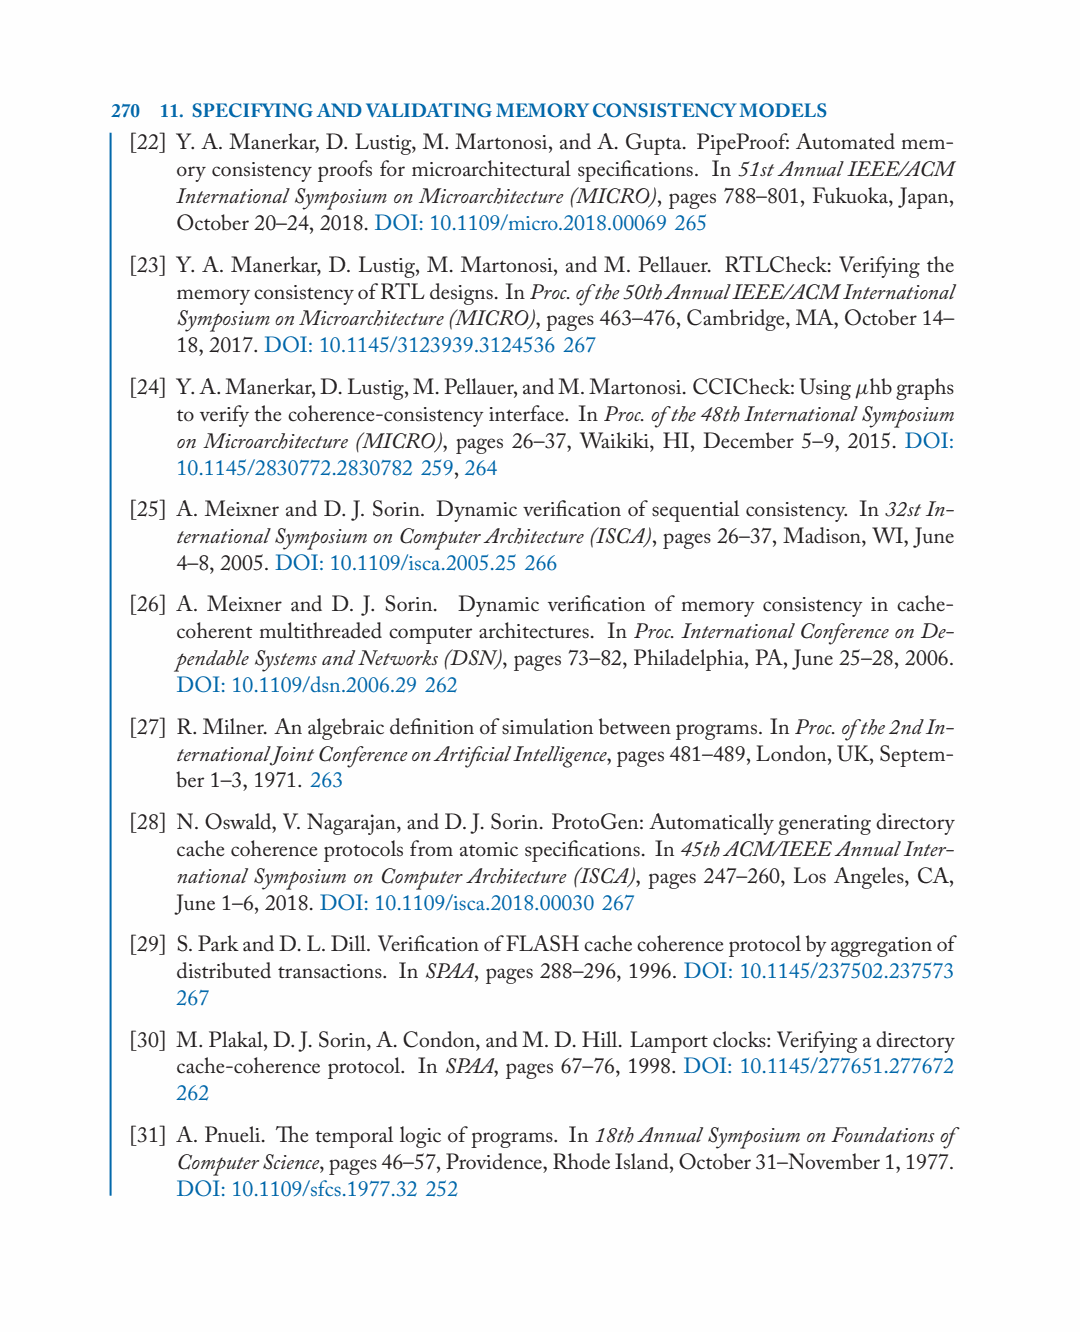 270 11. SPECIFYING AND VALIDATING MEMORY CONSISTENCY MODELS
[22] Y. A. Manerkar, D. Lustig, M. Martonosi, and A. Gupta. PipeProof: Automated mem-
ory consistency proofs for microarchitectural specifications. In 51st Annual IEEE/ACM
International Symposium on Microarchitecture (MICRO), pages 788–801, Fukuoka, Japan,
October 20–24, 2018. DOI: 10.1109/micro.2018.00069 265
[23] Y. A. Manerkar, D. Lustig, M. Martonosi, and M. Pellauer. RTLCheck: Verifying the
memory consistency of RTL designs. In Proc. of the 50th Annual IEEE/ACM International
Symposium on Microarchitecture (MICRO), pages 463–476, Cambridge, MA, October 14–
18, 2017. DOI: 10.1145/3123939.3124536 267
[24] Y. A. Manerkar, D. Lustig, M. Pellauer, and M. Martonosi. CCICheck: Using μhb graphs
to verify the coherence-consistency interface. In Proc. of the 48th International Symposium
on Microarchitecture (MICRO), pages 26–37, Waikiki, HI, December 5–9, 2015. DOI:
10.1145/2830772.2830782 259, 264
[25] A. Meixner and D. J. Sorin. Dynamic verification of sequential consistency. In 32st In-
ternational Symposium on Computer Architecture (ISCA), pages 26–37, Madison, WI, June
4–8, 2005. DOI: 10.1109/isca.2005.25 266
[26] A. Meixner and D. J. Sorin. Dynamic verification of memory consistency in cache-
coherent multithreaded computer architectures. In Proc. International Conference on De-
pendable Systems and Networks (DSN), pages 73–82, Philadelphia, PA, June 25–28, 2006.
DOI: 10.1109/dsn.2006.29 262
[27] R. Milner. An algebraic definition of simulation between programs. In Proc. of the 2nd In-
ternational Joint Conference on Artificial Intelligence, pages 481–489, London, UK, Septem-
ber 1–3, 1971. 263
[28] N. Oswald, V. Nagarajan, and D. J. Sorin. ProtoGen: Automatically generating directory
cache coherence protocols from atomic specifications. In 45th ACM/IEEE Annual Inter-
national Symposium on Computer Architecture (ISCA), pages 247–260, Los Angeles, CA,
June 1–6, 2018. DOI: 10.1109/isca.2018.00030 267
[29] S. Park and D. L. Dill. Verification of FLASH cache coherence protocol by aggregation of
distributed transactions. In SPAA, pages 288–296, 1996. DOI: 10.1145/237502.237573
267
[30] M. Plakal, D. J. Sorin, A. Condon, and M. D. Hill. Lamport clocks: Verifying a directory
cache-coherence protocol. In SPAA, pages 67–76, 1998. DOI: 10.1145/277651.277672
262
[31] A. Pnueli. The temporal logic of programs. In 18th Annual Symposium on Foundations of
Computer Science, pages 46–57, Providence, Rhode Island, October 31–November 1, 1977.
DOI: 10.1109/sfcs.1977.32 252